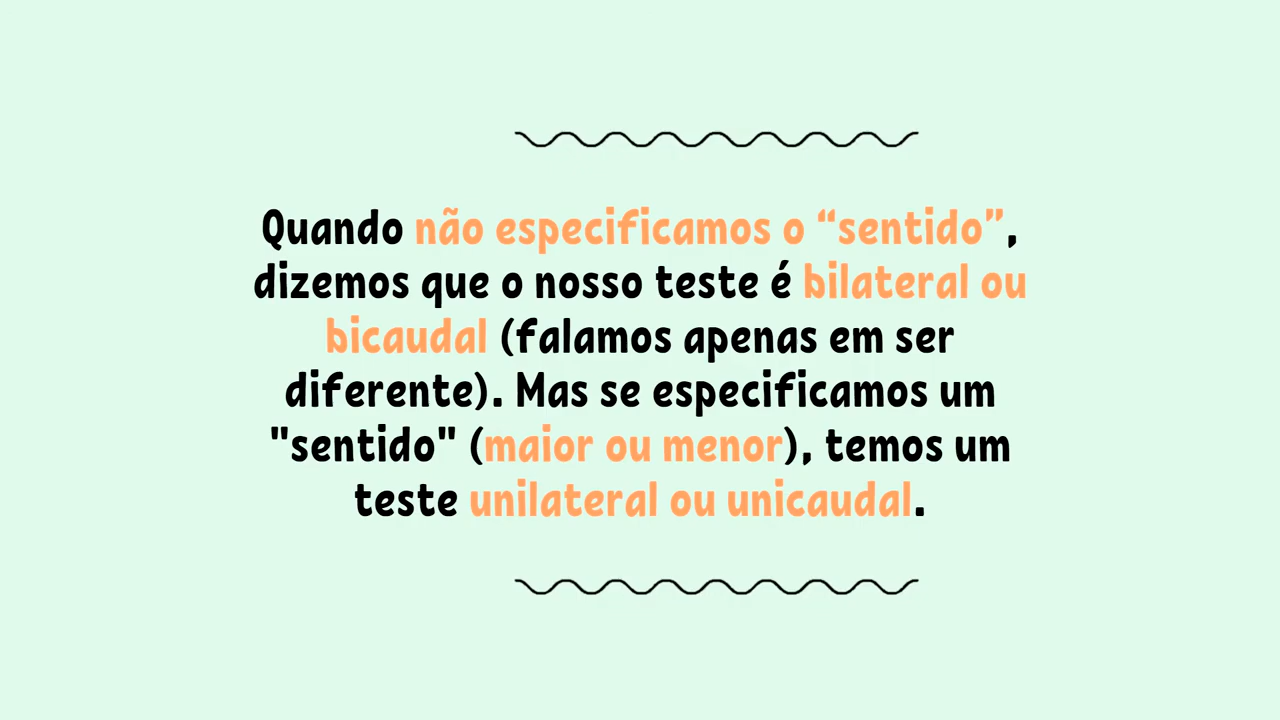 Quando não especificamos o “sentido”,
dizemos que o nosso teste é bilateral ou
bicaudal (falamos apenas em ser
diferente). Mas se especificamos um
"sentido" (maior ou menor), temos um
teste unilateral ou unicaudal.